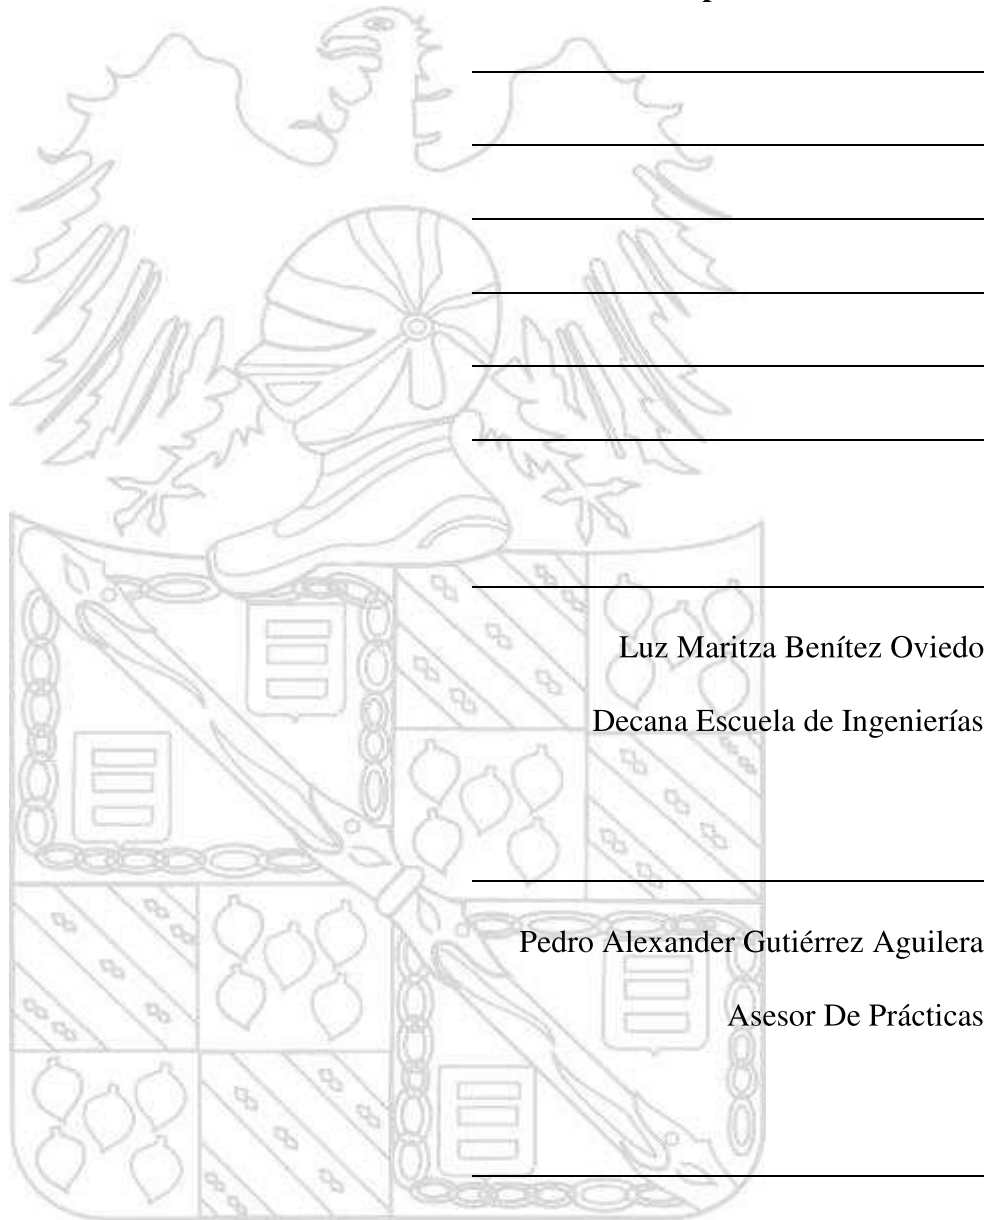 Luz Maritza Benítez Oviedo
Decana Escuela de Ingenierías
Pedro Alexander Gutiérrez Aguilera
Asesor De Prácticas